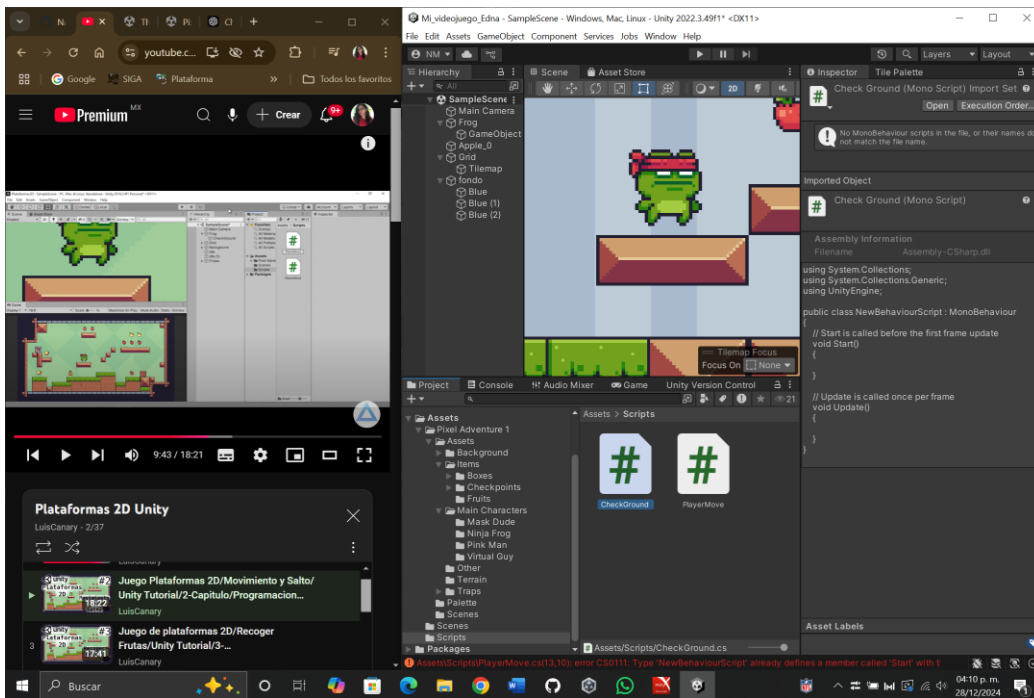 youtube.c...
Google
SIGA
Plataforma
»
Todos los favoritos
Premium
MX
Crear
9+
9:43 / 18:21
Plataformas 2D Unity
LuisCanary - 2/37
#2
18:22
Juego Plataformas 2D/Movimiento y Salto/
Unity Tutorial/2-Capitulo/Programacion...
LuisCanary
3
#3
17:41
Juego de plataformas 2D/Recoger
Frutas/Unity Tutorial/3-...
LuisCanary
Mi_videojuego_Edna - SampleScene - Windows, Mac, Linux - Unity 2022.3.49f1* <DX11>
File Edit Assets GameObject Component Services Jobs Window Help
NM
Layers
Layout
Hierarchy
All
SampleScene
Main Camera
Frog
GameObject
Apple_0
Grid
Tilemap
fondo
Blue
Blue (1)
Blue (2)
Scene
Asset Store
2D
Tilemap Focus
Focus On
None
Inspector
Tile Palette
Check Ground (Mono Script) Import Set
Open
Execution Order...
No MonoBehaviour scripts in the file, or their names do
not match the file name.
Imported Object
Check Ground (Mono Script)
Assembly Information
Filename
Assembly-CSharp.dll
using System.Collections;
using System.Collections.Generic;
using UnityEngine;
public class NewBehaviourScript : MonoBehaviour
{
// Start is called before the first frame update
void Start()
{
}
// Update is called once per frame
void Update()
{
}
}
Asset Labels
Project
Console
Audio Mixer
Game
Unity Version Control
21
Assets
Pixel Adventure 1
Assets
Background
Items
Boxes
Checkpoints
Fruits
Main Characters
Mask Dude
Ninja Frog
Pink Man
Virtual Guy
Other
Terrain
Traps
Palette
Scenes
Scenes
Scripts
Packages
Assets > Scripts
CheckGround
PlayerMove
Assets/Scripts/CheckGround.cs
Assets\Scripts\PlayerMove.cs(13,10): error CS0111: Type 'NewBehaviourScript' already defines a member called 'Start' with t
Buscar
04:10 p. m.
28/12/2024